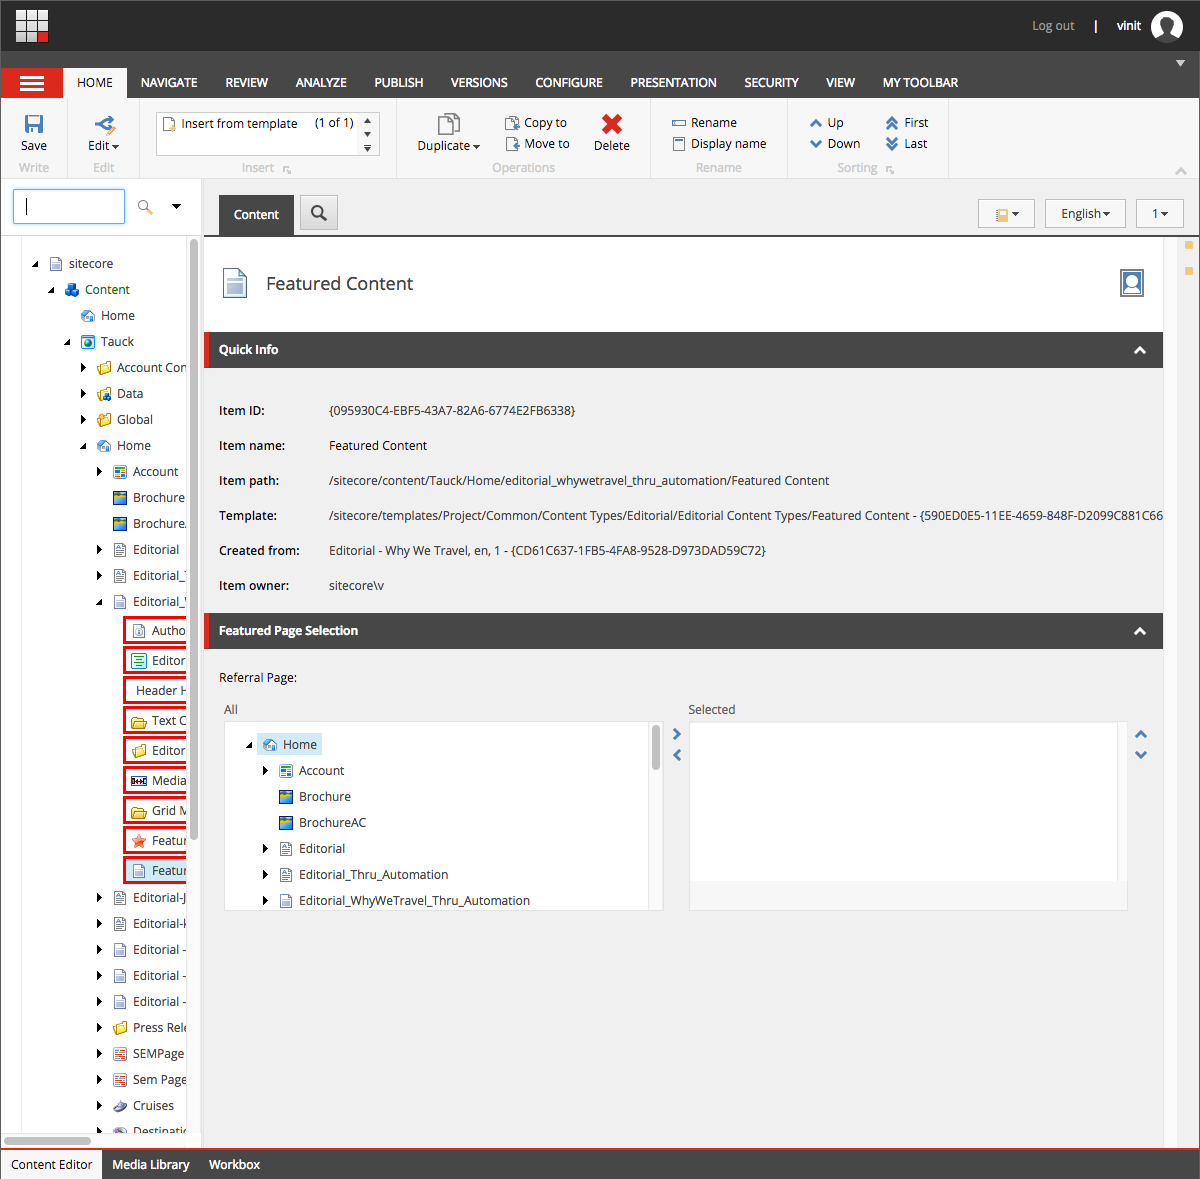 Log out | vinit
HOME NAVIGATE REVIEW ANALYZE PUBLISH VERSIONS CONFIGURE PRESENTATION SECURITY VIEW MY TOOLBAR
Save
Write
Edit
Edit
Insert from template (1 of 1)
Insert
Duplicate
Copy to
Move to
Delete
Operations
Rename
Display name
Rename
Up
Down
First
Last
Sorting
sitecore
Content
Home
Tauck
Account Con
Data
Global
Home
Account
Brochure
Brochure
Editorial
Editorial_
Editorial_
Autho
Editor
Header H
Text C
Editor
Media
Grid M
Featur
Featur
Editorial-J
Editorial-
Editorial -
Editorial -
Editorial -
Press Rele
SEMPage
Sem Page
Cruises
Destinatio
Content
English
1
Featured Content
Quick Info
Item ID: {095930C4-EBF5-43A7-82A6-6774E2FB6338}
Item name: Featured Content
Item path: /sitecore/content/Tauck/Home/editorial_whywetravel_thru_automation/Featured Content
Template: /sitecore/templates/Project/Common/Content Types/Editorial/Editorial Content Types/Featured Content - {590ED0E5-11EE-4659-848F-D2099C881C66
Created from: Editorial - Why We Travel, en, 1 - {CD61C637-1FB5-4FA8-9528-D973DAD59C72}
Item owner: sitecore\v
Featured Page Selection
Referral Page:
All
Home
Account
Brochure
BrochureAC
Editorial
Editorial_Thru_Automation
Editorial_WhyWeTravel_Thru_Automation
Selected
Content Editor Media Library Workbox